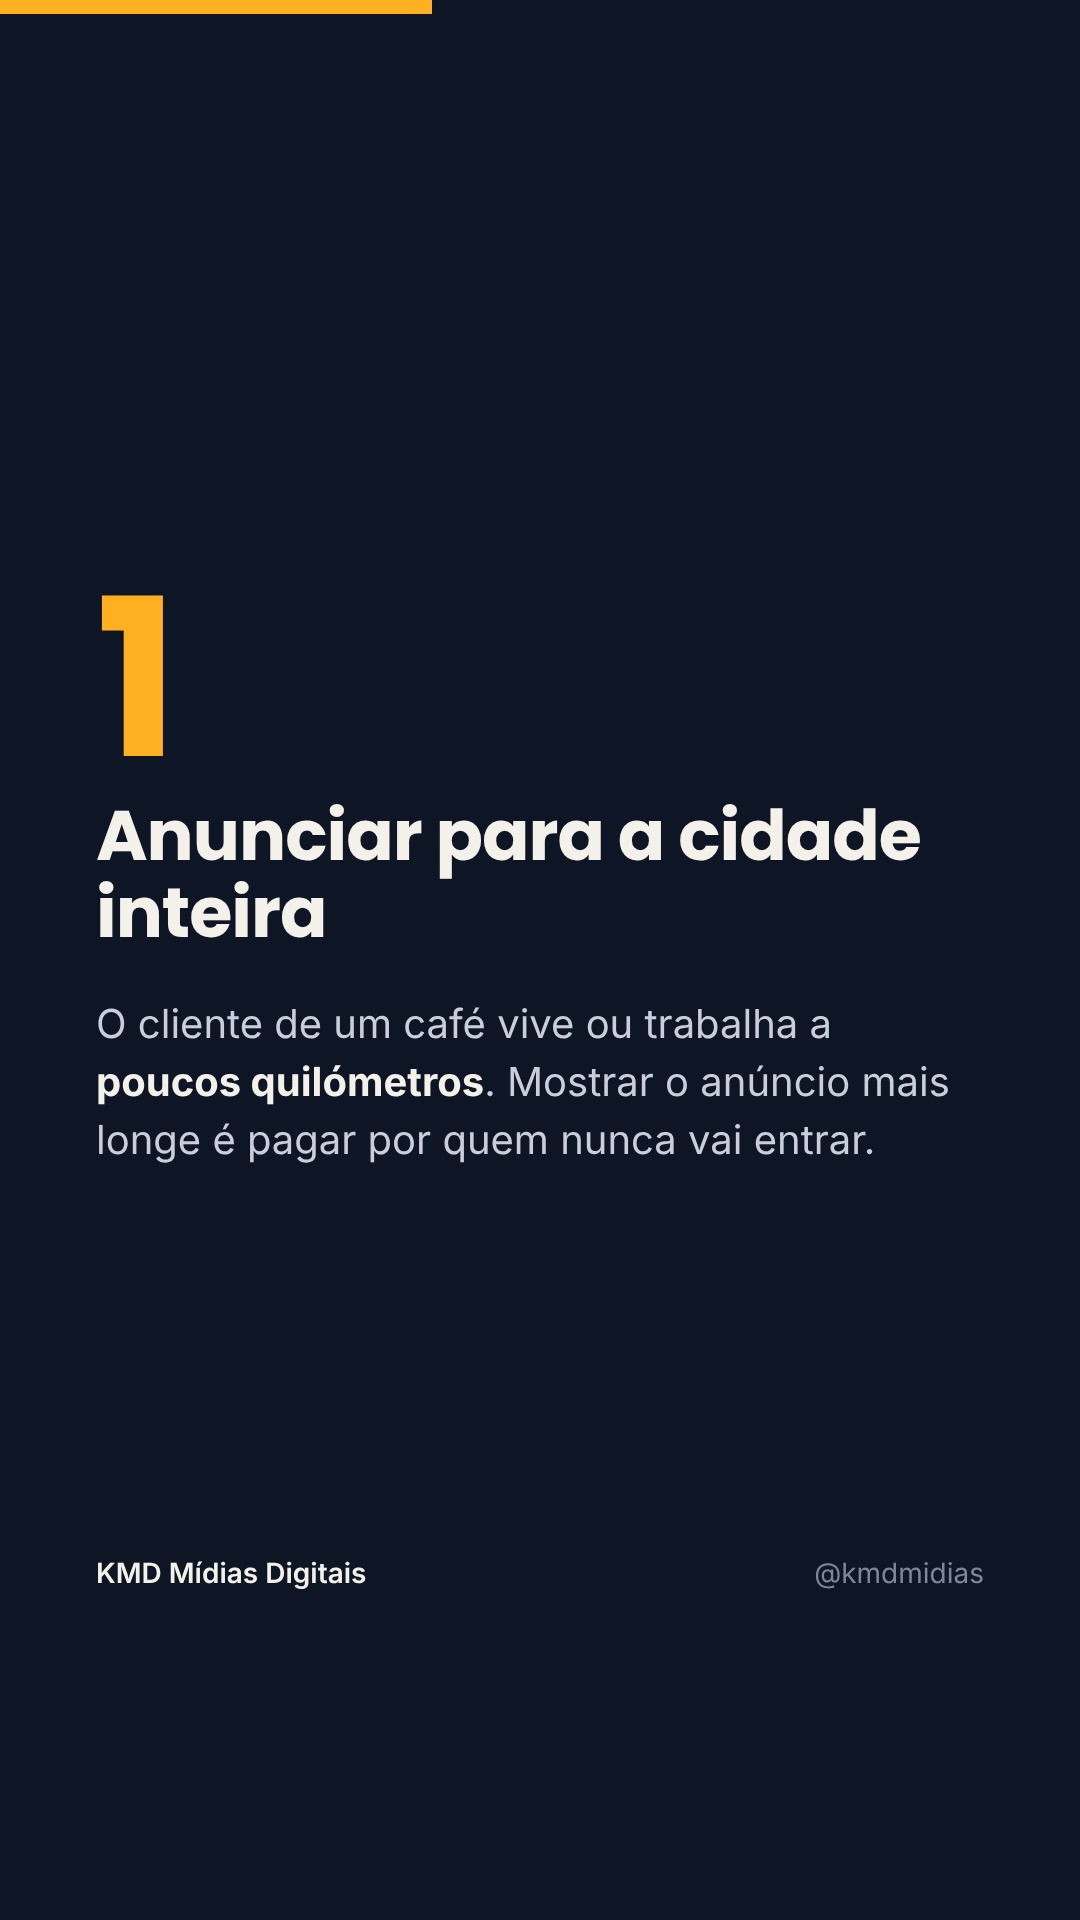 1
Anunciar para a cidade
inteira
O cliente de um café vive ou trabalha a
poucos quilómetros. Mostrar o anúncio mais
longe é pagar por quem nunca vai entrar.
KMD Mídias Digitais
@kmdmidias